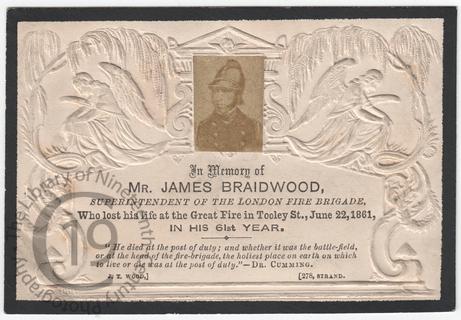 In Memory of
MR. JAMES BRAIDWOOD,
SUPERINTENDENT OF THE LONDON FIRE BRIGADE,
Who lost his life at the Great Fire in Tooley St., June 22, 1861,
IN HIS 61st YEAR.
"He died at the post of duty; and whether it was the battle-field,
or at the head of the fire-brigade, the holiest place on earth on which
to live or die was at the post of duty."—DR. CUMMING.
J. T. WOOD,] [278, STRAND.
The Library of Nineteenth-Century Photography
C19